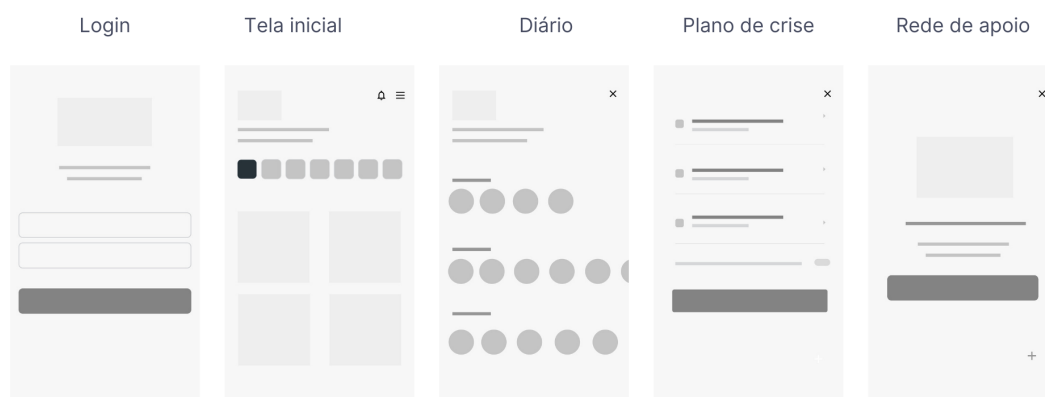 Login
Tela inicial
Diário
Plano de crise
Rede de apoio